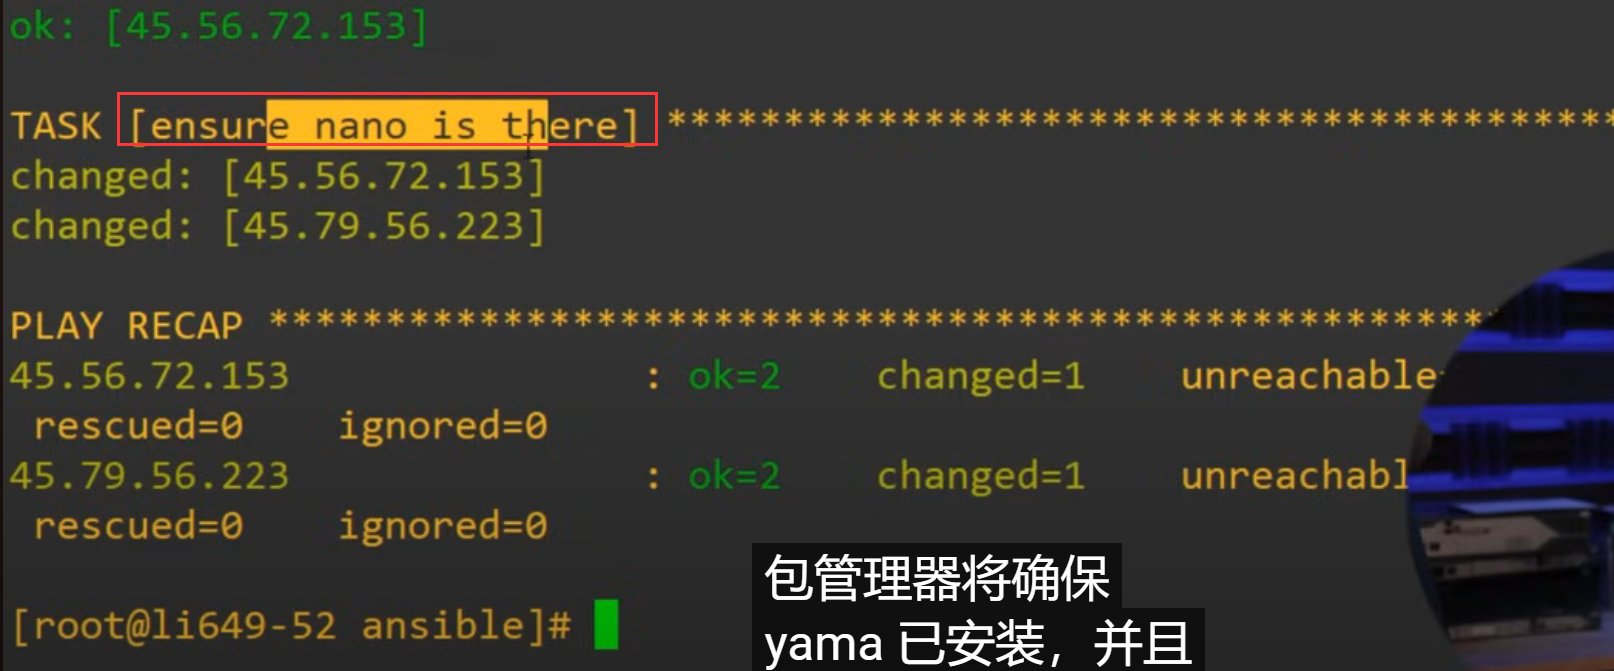 ok: [45.56.72.153]
TASK [ensure nano is there] ****************************************
changed: [45.56.72.153]
changed: [45.79.56.223]
PLAY RECAP *****************************************************
45.56.72.153 : ok=2 changed=1 unreachable
rescued=0 ignored=0
45.79.56.223 : ok=2 changed=1 unreachabl
rescued=0 ignored=0
[root@li649-52 ansible]#
包管理器将确保
yama 已安装，并且